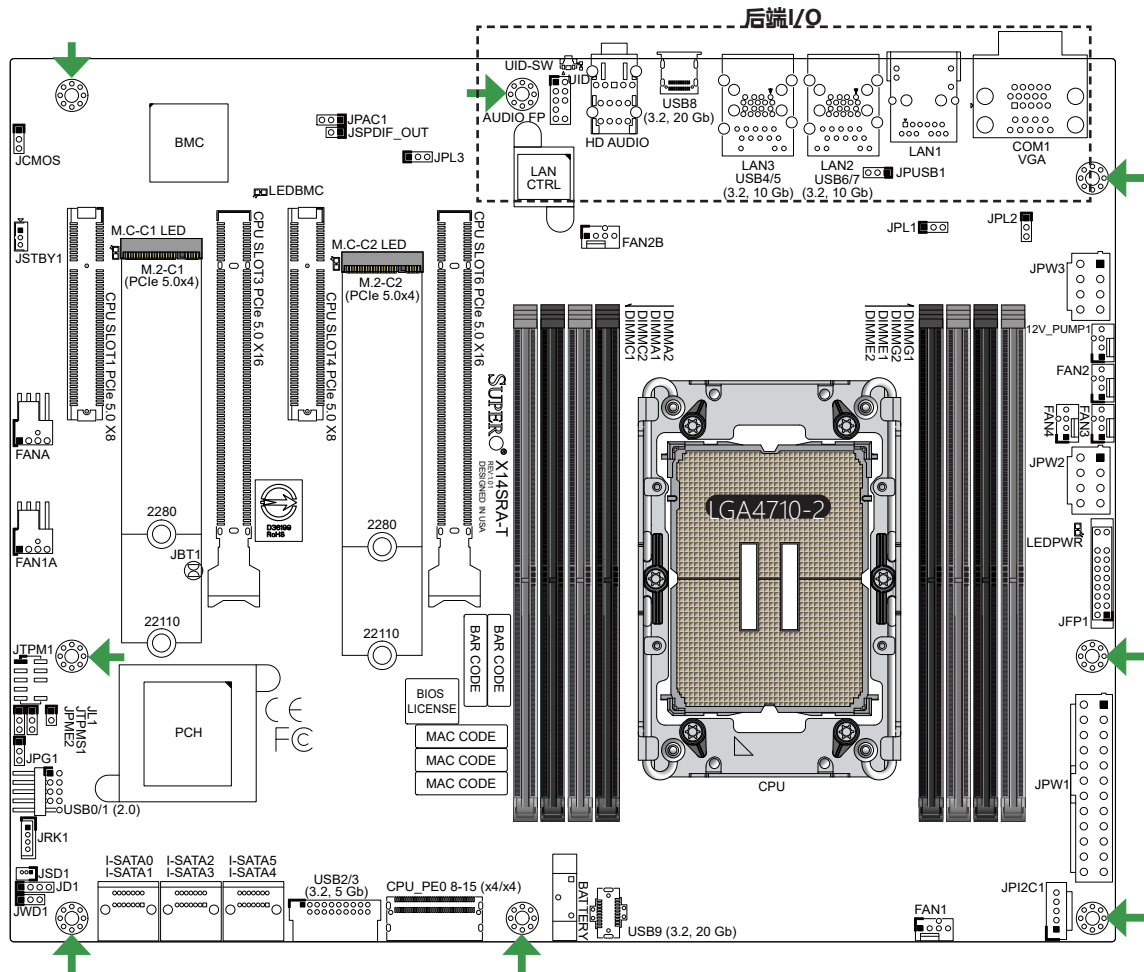 后端I/O
UID-SW
UID
AUDIO FP
HD AUDIO
USB8
(3.2, 20 Gb)
LAN3
USB4/5
(3.2, 10 Gb)
LAN2
USB6/7
(3.2, 10 Gb)
LAN1
COM1
VGA
JPUSB1
LAN
CTRL
BMC
JCMOS
JPAC1
JSPDIF_OUT
JPL3
LEDBMC
JSTBY1
M.C-C1 LED
M.2-C1
(PCIe 5.0x4)
M.C-C2 LED
M.2-C2
(PCIe 5.0x4)
CPU SLOT1 PCIe 5.0 X8
CPU SLOT3 PCIe 5.0 X16
CPU SLOT4 PCIe 5.0 X8
CPU SLOT6 PCIe 5.0 X16
FAN2B
JPL1
JPL2
JPW3
DIMMC1
DIMMC2
DIMMA1
DIMMA2
DIMME2
DIMME1
DIMMG2
DIMMG1
12V_PUMP1
FAN2
FAN4
FAN3
JPW2
FANA
FAN1A
SUPERO
X14SRA-T
REV:1.01
DESIGNED IN USA
D36199
RoHS
LGA4710-2
2280
2280
JBT1
22110
22110
LEDPWR
JFP1
JTPM1
BAR CODE
BAR CODE
BIOS
LICENSE
MAC CODE
MAC CODE
MAC CODE
PCH
CE
FC
JL1
JTPMS1
JPME2
JPG1
USB0/1 (2.0)
JRK1
CPU
JPW1
JSD1
JD1
JWD1
I-SATA0
I-SATA1
I-SATA2
I-SATA3
I-SATA5
I-SATA4
USB2/3
(3.2, 5 Gb)
CPU_PE0 8-15 (x4/x4)
BATTERY
USB9 (3.2, 20 Gb)
FAN1
JPI2C1